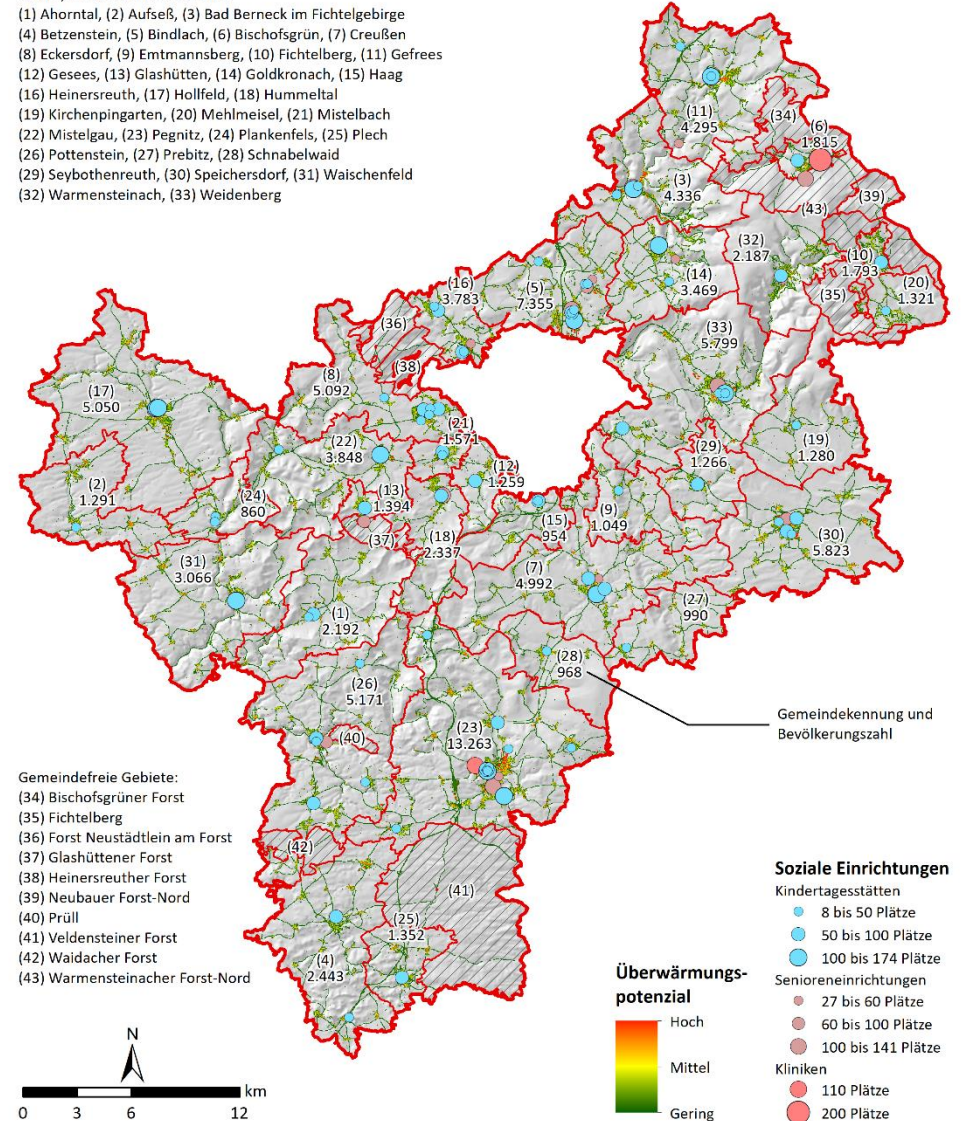 (1) Ahorntal, (2) Aufseß, (3) Bad Berneck im Fichtelgebirge
(4) Betzenstein, (5) Bindlach, (6) Bischofsgrün, (7) Creußen
(8) Eckersdorf, (9) Emtmannsberg, (10) Fichtelberg, (11) Gefrees
(12) Gesees, (13) Glashütten, (14) Goldkronach, (15) Haag
(16) Heinersreuth, (17) Hollfeld, (18) Hummeltal
(19) Kirchenpingarten, (20) Mehlmeisel, (21) Mistelbach
(22) Mistelgau, (23) Pegnitz, (24) Plankenfels, (25) Plech
(26) Pottenstein, (27) Prebitz, (28) Schnabelwaid
(29) Seybothenreuth, (30) Speichersdorf, (31) Waischenfeld
(32) Warmensteinach, (33) Weidenberg
(11)
4.295
(34)
(6)
1.815
(3)
4.336
(39)
(43)
(32)
2.187
(10)
1.793
(20)
1.321
(35)
(14)
3.469
(5)
7.355
(16)
3.783
(36)
(38)
(33)
5.799
(8)
5.092
(17)
5.050
(21)
1.571
(22)
3.848
(12)
1.259
(29)
1.266
(19)
1.280
(2)
1.291
(24)
860
(13)
1.394
(37)
(15)
954
(9)
1.049
(30)
5.823
(18)
2.337
(31)
3.066
(7)
4.992
(27)
990
(1)
2.192
(28)
968
(26)
5.171
(40)
(23)
13.263
Gemeindekennung und
Bevölkerungszahl
(42)
(41)
(25)
1.352
(4)
2.443
Gemeindefreie Gebiete:
(34) Bischofsgrüner Forst
(35) Fichtelberg
(36) Forst Neustädtlein am Forst
(37) Glashüttener Forst
(38) Heinersreuther Forst
(39) Neubauer Forst-Nord
(40) Prüll
(41) Veldensteiner Forst
(42) Waidacher Forst
(43) Warmensteinacher Forst-Nord
N
km
0 3 6 12
Überwärmungs-
potenzial
Hoch
Mittel
Gering
Soziale Einrichtungen
Kindertagesstätten
8 bis 50 Plätze
50 bis 100 Plätze
100 bis 174 Plätze
Senioreneinrichtungen
27 bis 60 Plätze
60 bis 100 Plätze
100 bis 141 Plätze
Kliniken
110 Plätze
200 Plätze